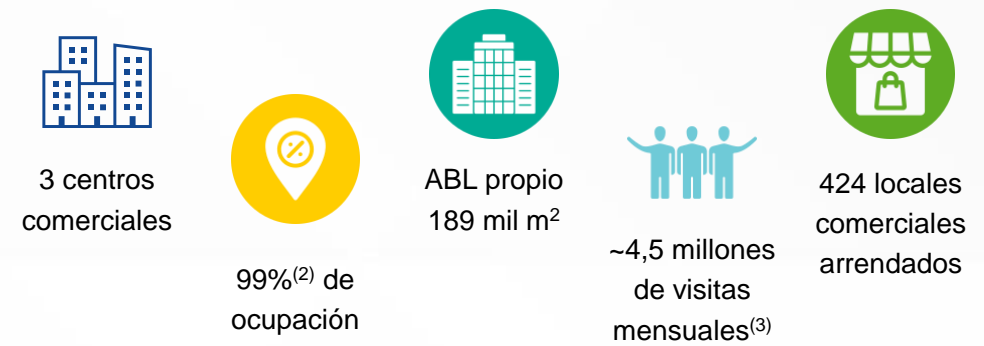 3 centros
comerciales
99%(2) de
ocupación
ABL propio
189 mil m2
~4,5 millones
de visitas
mensuales(3)
424 locales
comerciales
arrendados